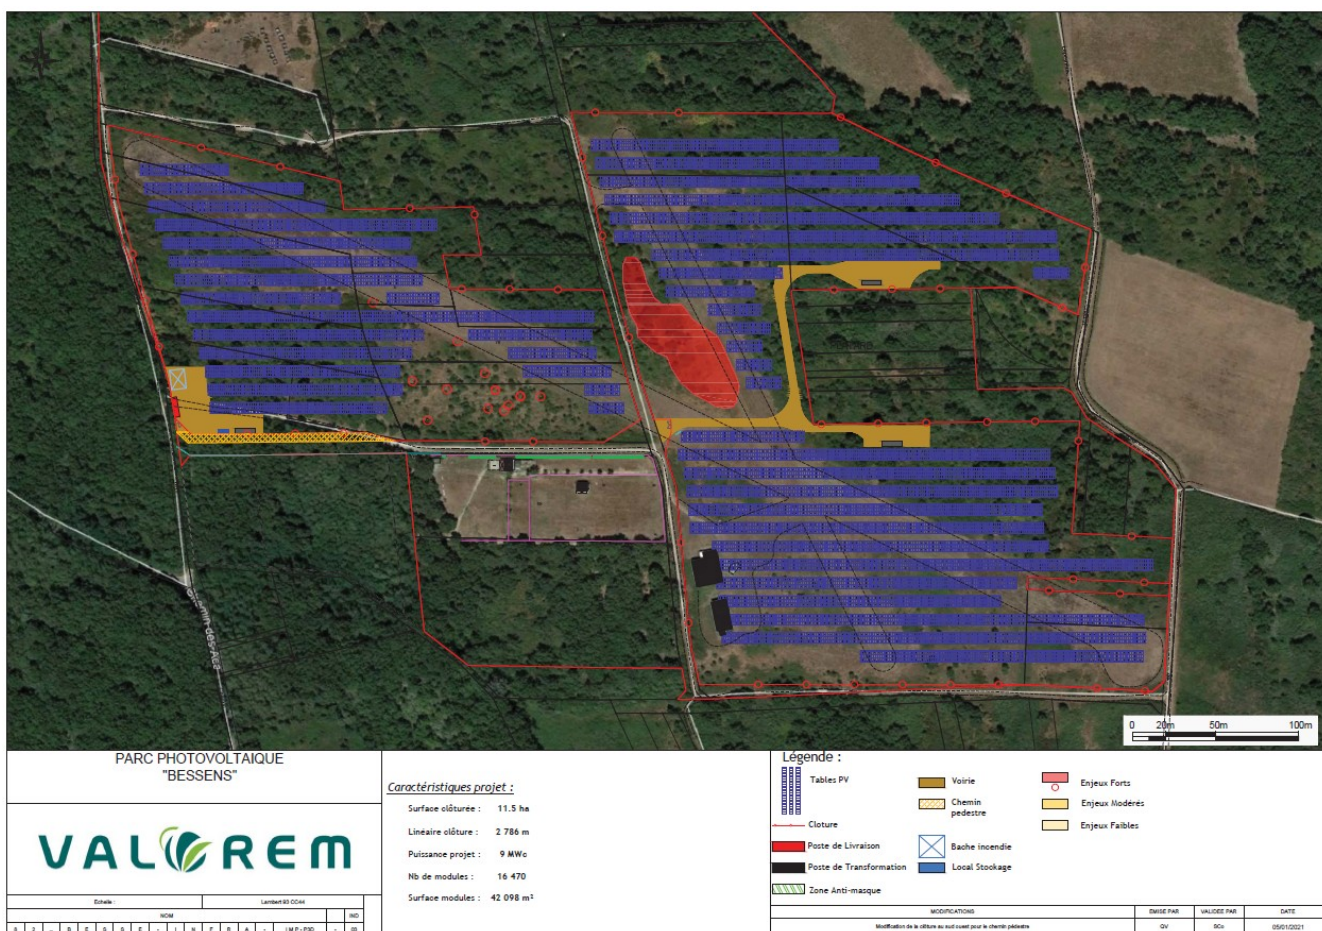 Chemin des Aca
0 20m 50m 100m
PARC PHOTOVOLTAIQUE
"BESSENS"
VALOREM
Echelle :
Lambert 93 CC44
NOM
IND
Caractéristiques projet :
Surface clôturée : 11.5 ha
Linéaire clôture : 2 786 m
Puissance projet : 9 MWc
Nb de modules : 16 470
Surface modules : 42 098 m²
Légende :
Tables PV
Cloture
Poste de Livraison
Poste de Transformation
Zone Anti-masque
Voirie
Chemin
pedestre
Bache incendie
Local Stockage
Enjeux Forts
Enjeux Modérés
Enjeux Faibles
MODIFICATIONS
EMISE PAR
VALIDEE PAR
DATE
Modification de la clôture au sud ouest pour le chemin pédestre
QV
05/01/2021